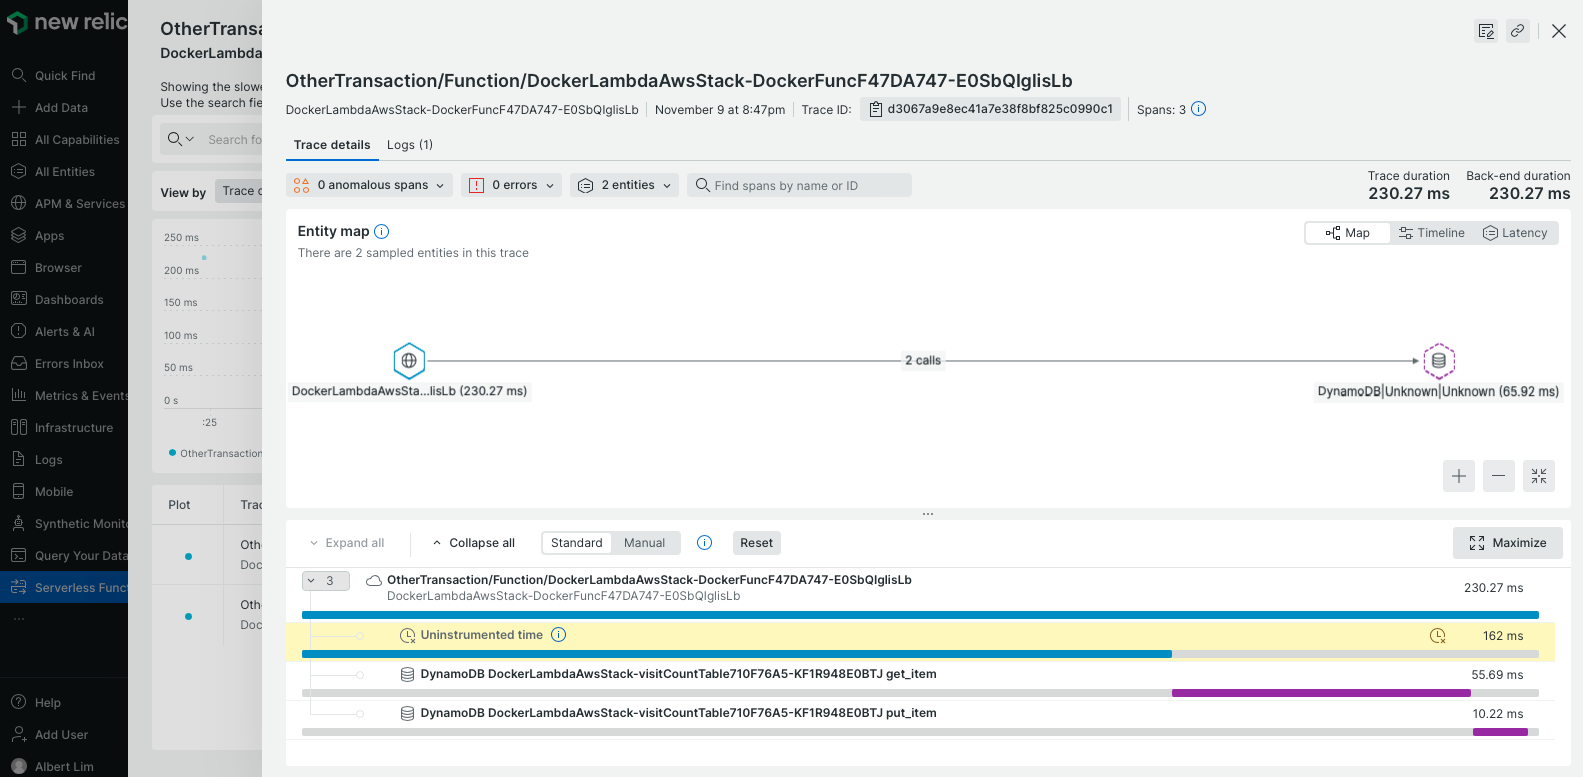 new relic
Quick Find
Add Data
All Capabilities
All Entities
APM & Services
Apps
Browser
Dashboards
Alerts & AI
Errors Inbox
Metrics & Events
Infrastructure
Logs
Mobile
Synthetic Monito
Query Your Data
Serverless Funct
...
Help
Add User
Albert Lim
OtherTransa
DockerLambda
Showing the slowe
Use the search fie
Search fo
View by
Trace c
250 ms
200 ms
150 ms
100 ms
50 ms
0 s
:25
OtherTransaction
Plot
Trac
Oth
Doc
Oth
Doc
OtherTransaction/Function/DockerLambdaAwsStack-DockerFuncF47DA747-E0SbQIgIisLb
DockerLambdaAwsStack-DockerFuncF47DA747-E0SbQIgIisLb
November 9 at 8:47pm
Trace ID:
d3067a9e8ec41a7e38f8bf825c0990c1
Spans: 3
Trace details
Logs (1)
0 anomalous spans
0 errors
2 entities
Find spans by name or ID
Trace duration
230.27 ms
Back-end duration
230.27 ms
Entity map
There are 2 sampled entities in this trace
Map
Timeline
Latency
2 calls
DockerLambdaAwsSta...IisLb (230.27 ms)
DynamoDB|Unknown|Unknown (65.92 ms)
...
Expand all
Collapse all
Standard
Manual
Reset
Maximize
3
OtherTransaction/Function/DockerLambdaAwsStack-DockerFuncF47DA747-E0SbQIgIisLb
DockerLambdaAwsStack-DockerFuncF47DA747-E0SbQIgIisLb
230.27 ms
Uninstrumented time
162 ms
DynamoDB DockerLambdaAwsStack-visitCountTable710F76A5-KF1R948E0BTJ get_item
55.69 ms
DynamoDB DockerLambdaAwsStack-visitCountTable710F76A5-KF1R948E0BTJ put_item
10.22 ms